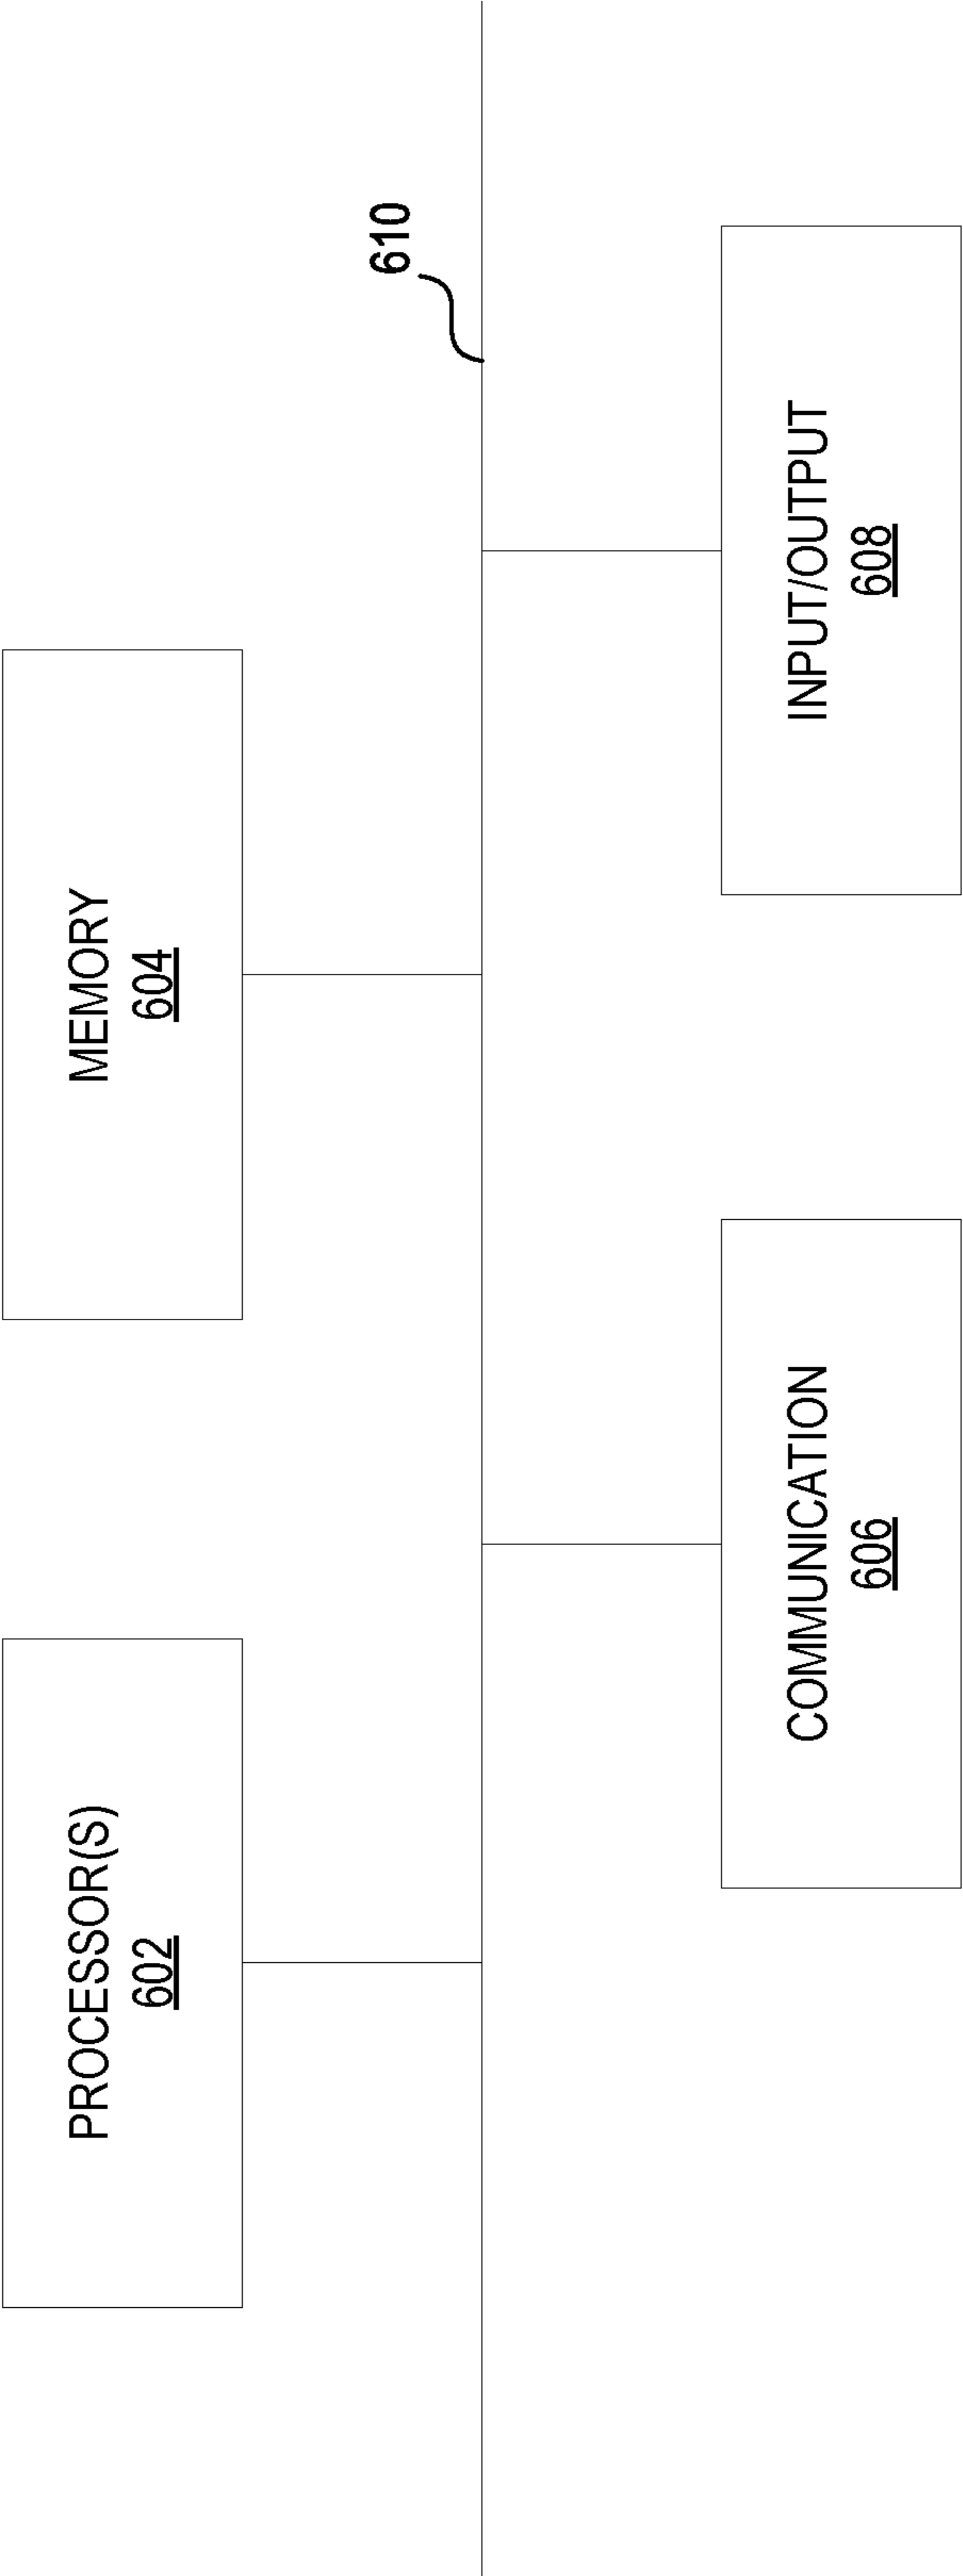 PROCESSOR(S)
602
MEMORY
604
610
COMMUNICATION
606
INPUT/OUTPUT
608